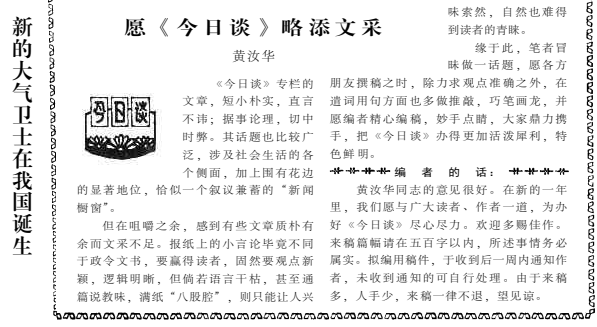 新的大气卫士在我国诞生
愿《今日谈》略添文采
黄汝华
今日谈
《今日谈》专栏的
文章，短小朴实，直言
不讳；据事论理，切中
时弊。其话题也比较广
泛，涉及社会生活的各
个侧面，加上围有花边
的显著地位，恰似一个叙议兼蓄的“新闻
橱窗”。
但在咀嚼之余，感到有些文章质朴有
余而文采不足。报纸上的小言论毕竟不同
于政令文书，要赢得读者，固然要观点新
颖，逻辑明晰，但倘若语言干枯，甚至通
篇说教味，满纸“八股腔”，则只能让人兴
味索然，自然也难得
到读者的青睐。
缘于此，笔者冒
昧做一话题，愿各方
朋友撰稿之时，除力求观点准确之外，在
遣词用句方面也多做推敲，巧笔画龙，并
愿编者精心编稿，妙手点睛，大家鼎力携
手，把《今日谈》办得更加活泼犀利，特
色鲜明。
编者的话：
黄汝华同志的意见很好。在新的一年
里，我们愿与广大读者、作者一道，为办
好《今日谈》尽心尽力。欢迎多赐佳作。
来稿篇幅请在五百字以内，所述事情务必
属实。拟编用稿件，于收到后一周内通知作
者，未收到通知的可自行处理。由于来稿
多，人手少，来稿一律不退，望见谅。